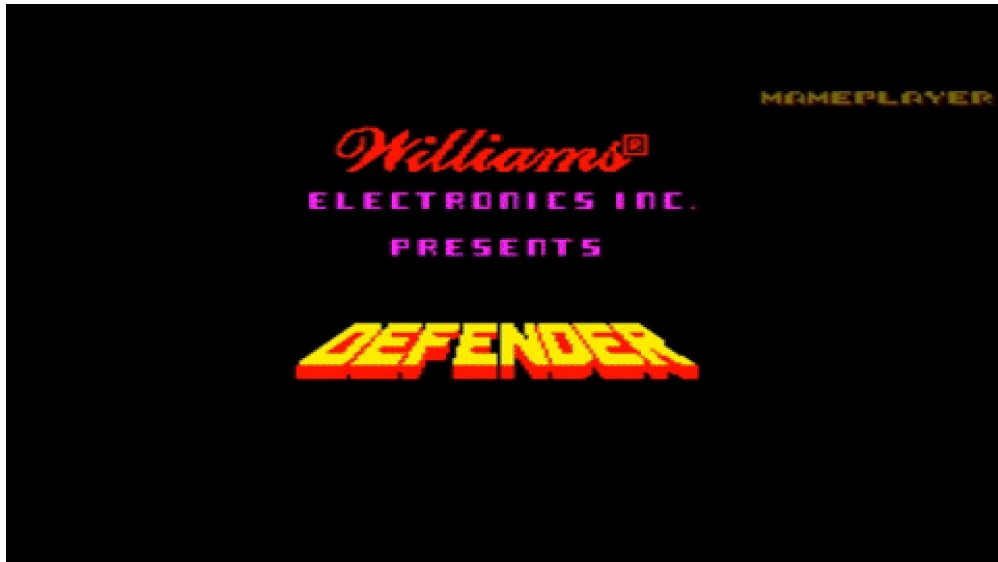 MAMEPLAYER
Williams®
ELECTRONICS INC.
PRESENTS
DEFENDER